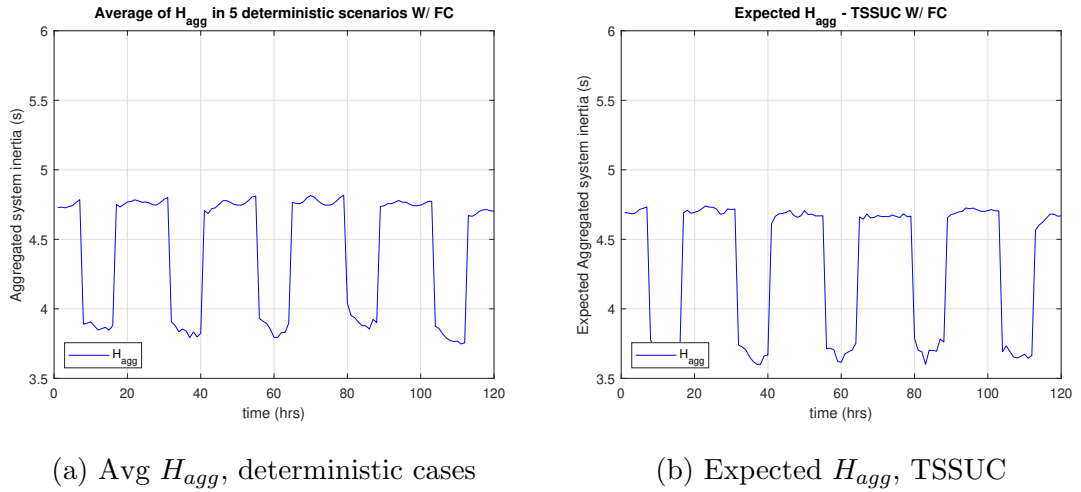 Average of H_agg in 5 deterministic scenarios W/ FC
6
5.5
5
4.5
4
3.5
Aggregated system inertia (s)
H_agg
0 20 40 60 80 100 120
time (hrs)
(a) Avg H_agg, deterministic cases
Expected H_agg - TSSUC W/ FC
6
5.5
5
4.5
4
3.5
Expected Aggregated system inertia (s)
H_agg
0 20 40 60 80 100 120
time (hrs)
(b) Expected H_agg, TSSUC